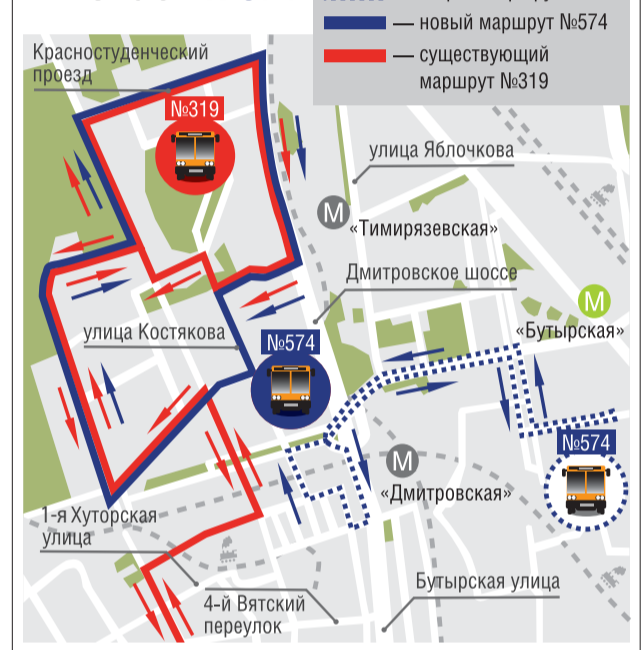 — новый маршрут №574
— существующий
маршрут №319
Красностуденческий
проезд
№319
улица Яблочкова
М
«Тимирязевская»
Дмитровское шоссе
М
«Бутырская»
улица Костякова
№574
№574
М
«Дмитровская»
1-я Хуторская
улица
4-й Вятский
переулок
Бутырская улица